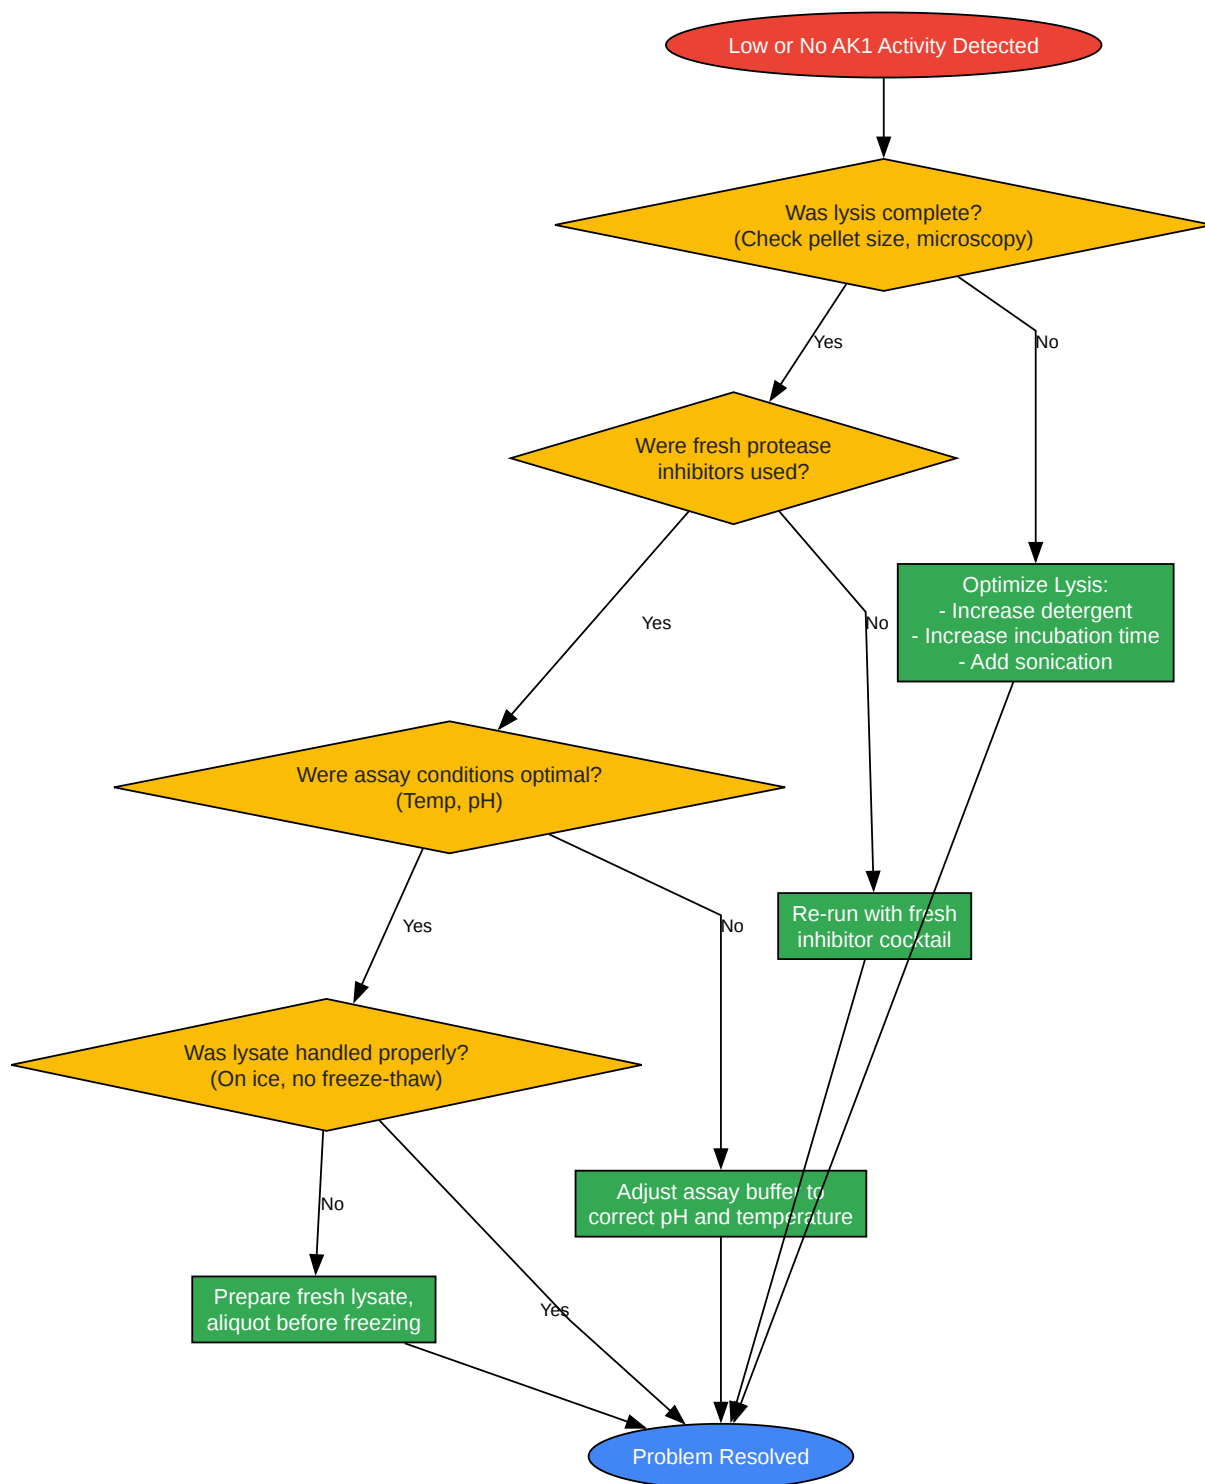 Low or No AK1 Activity Detected
Was lysis complete?
(Check pellet size, microscopy)
Yes
No
Were fresh protease
inhibitors used?
Optimize Lysis:
- Increase detergent
- Increase incubation time
- Add sonication
Yes
No
Were assay conditions optimal?
(Temp, pH)
Re-run with fresh
inhibitor cocktail
Yes
No
Was lysate handled properly?
(On ice, no freeze-thaw)
Adjust assay buffer to
correct pH and temperature
No
Prepare fresh lysate,
aliquot before freezing
Yes
Problem Resolved